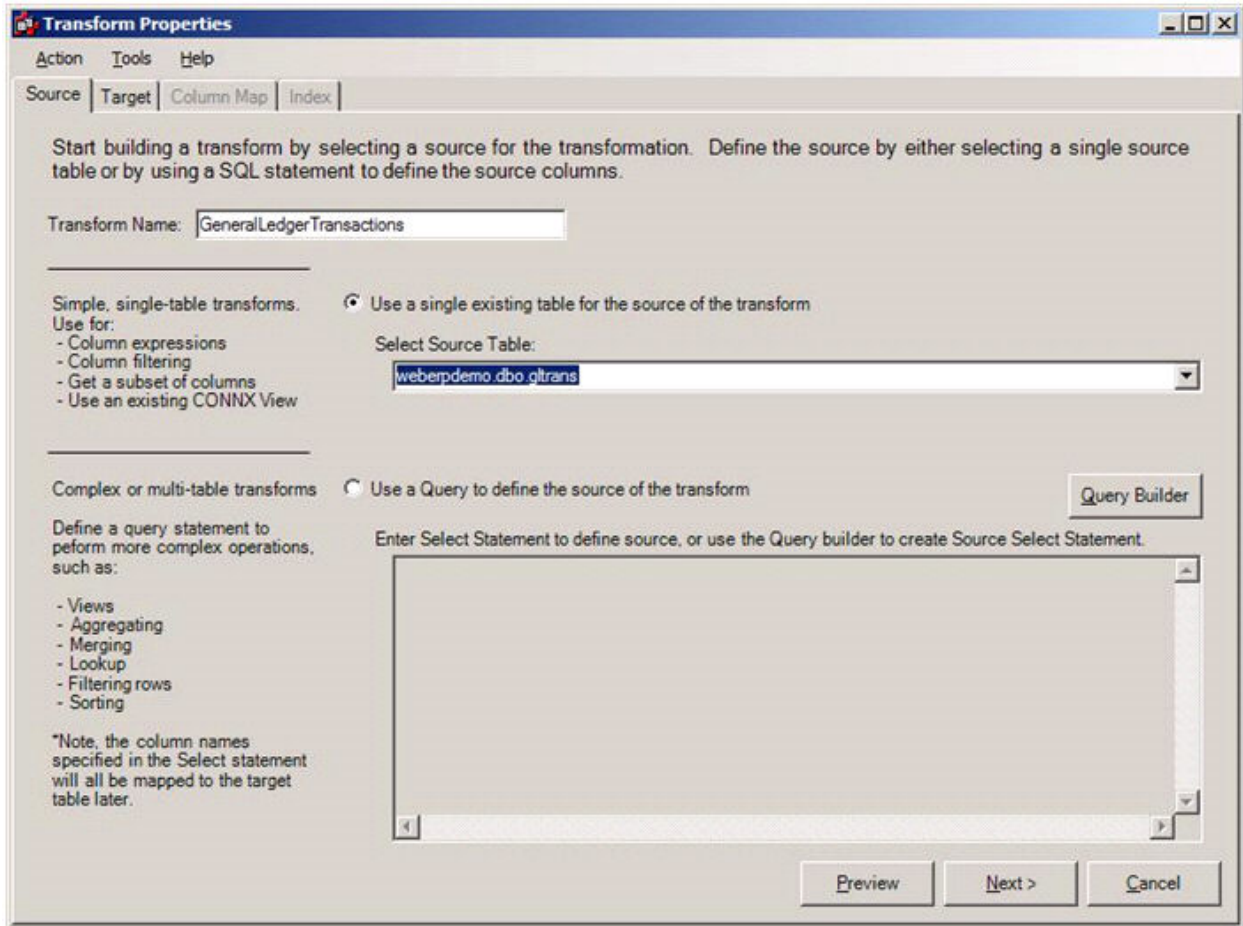 Transform Properties
Action Tools Help
Source Target Column Map Index
Start building a transform by selecting a source for the transformation. Define the source by either selecting a single source
table or by using a SQL statement to define the source columns.
Transform Name: GeneralLedgerTransactions
Simple, single-table transforms.
Use for:
- Column expressions
- Column filtering
- Get a subset of columns
- Use an existing CONNX View
Use a single existing table for the source of the transform
Select Source Table:
weberpdemo.dbo.gltrans
Complex or multi-table transforms
Define a query statement to
peform more complex operations,
such as:
- Views
- Aggregating
- Merging
- Lookup
- Filtering rows
- Sorting
*Note, the column names
specified in the Select statement
will all be mapped to the target
table later.
Use a Query to define the source of the transform
Query Builder
Enter Select Statement to define source, or use the Query builder to create Source Select Statement.
Preview Next > Cancel